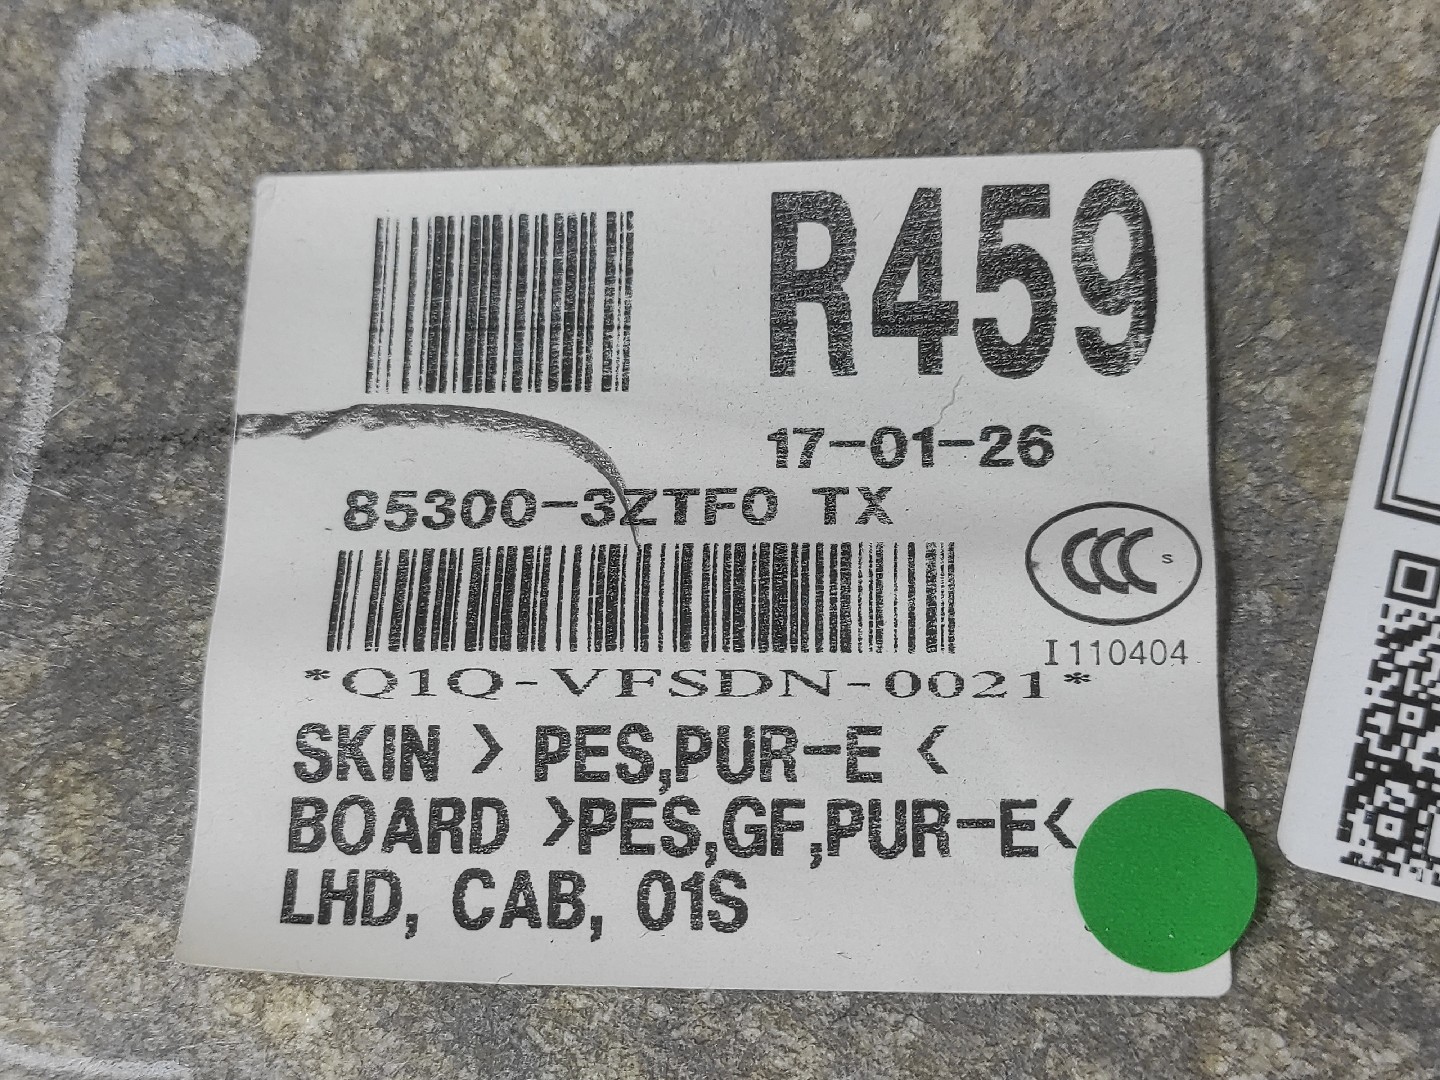 R459
17-01-26
85300-3ZTF0 TX
CCC S
I110404
*Q1Q-VFSDN-0021*
SKIN > PES,PUR-E <
BOARD >PES,GF,PUR-E<
LHD, CAB, 01S